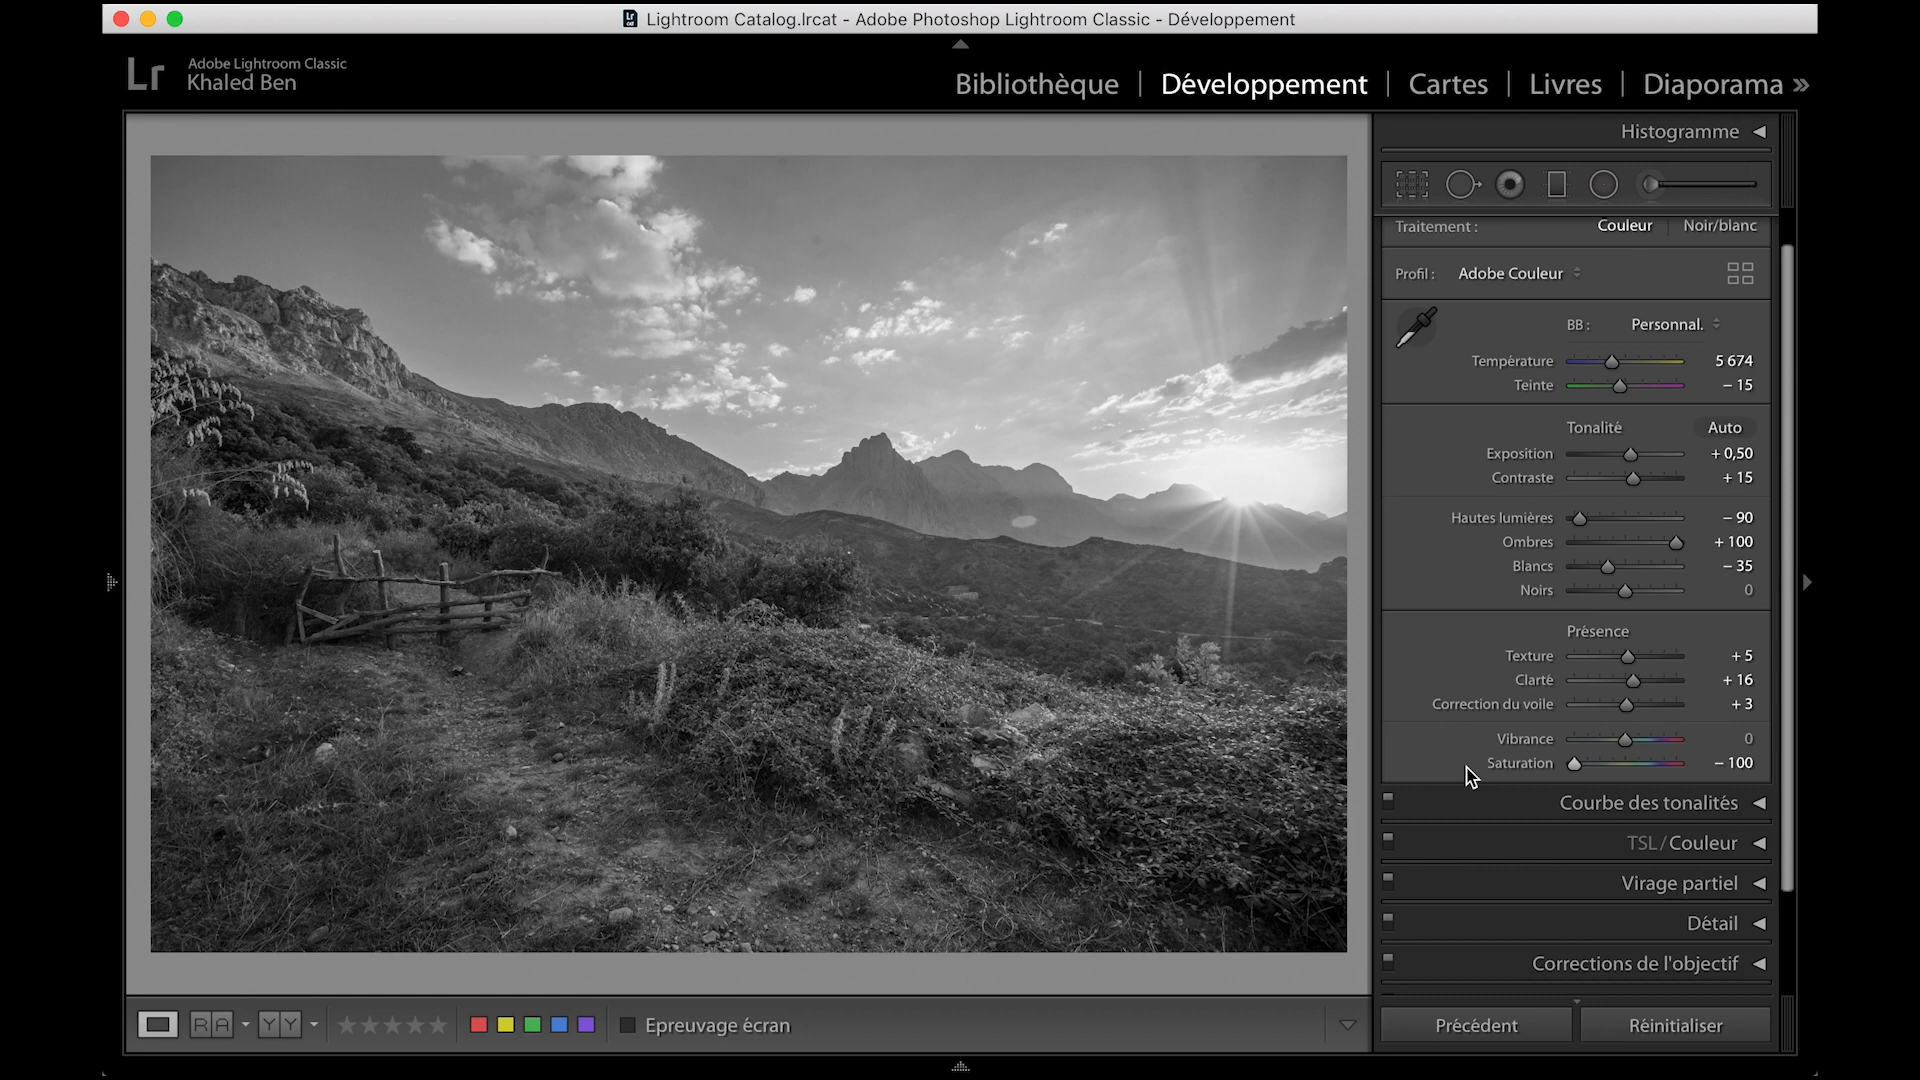 Lightroom Catalog.lrcat - Adobe Photoshop Lightroom Classic - Développement
Lr
Adobe Lightroom Classic
Khaled Ben
Bibliothèque | Développement | Cartes | Livres | Diaporama »
Histogramme
Traitement : Couleur Noir/blanc
Profil : Adobe Couleur
BB : Personnal.
Température 5 674
Teinte – 15
Tonalité Auto
Exposition + 0,50
Contraste + 15
Hautes lumières – 90
Ombres + 100
Blancs – 35
Noirs 0
Présence
Texture + 5
Clarté + 16
Correction du voile + 3
Vibrance 0
Saturation – 100
Courbe des tonalités
TSL / Couleur
Virage partiel
Détail
Corrections de l'objectif
R A Y Y Epreuvage écran
Précédent Réinitialiser